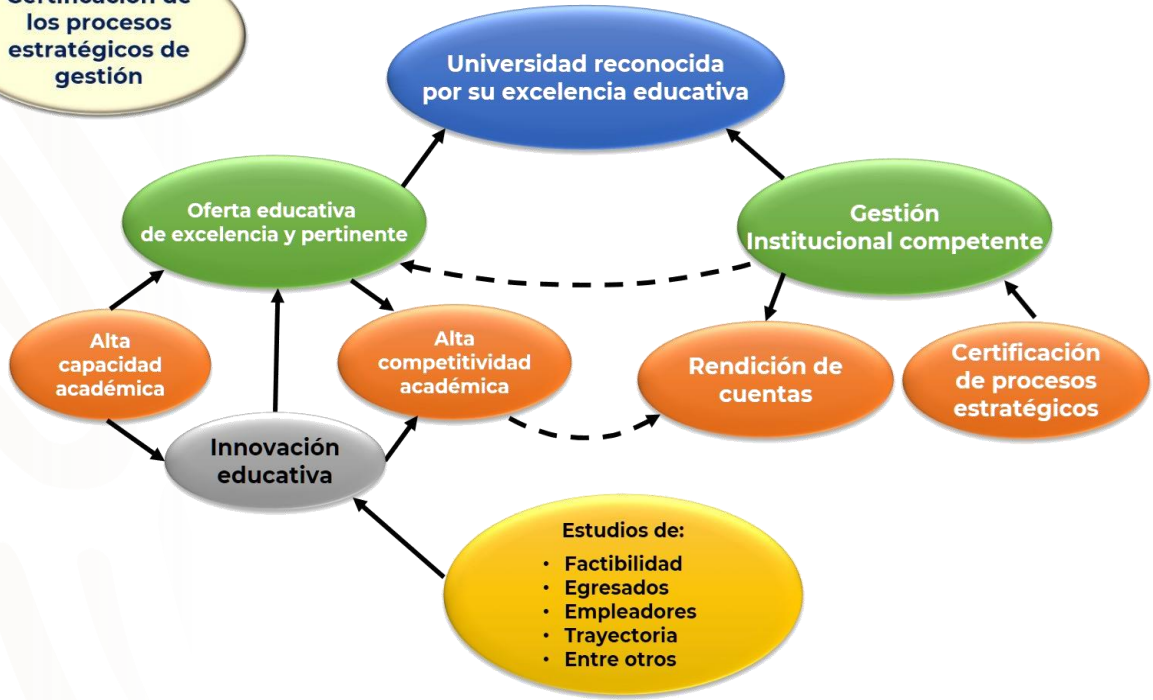 Certificación de
los procesos
estratégicos de
gestión
Universidad reconocida
por su excelencia educativa
Oferta educativa
de excelencia y pertinente
Gestión
Institucional competente
Alta
capacidad
académica
Alta
competitividad
académica
Rendición de
cuentas
Certificación
de procesos
estratégicos
Innovación
educativa
Estudios de:
• Factibilidad
• Egresados
• Empleadores
• Trayectoria
• Entre otros